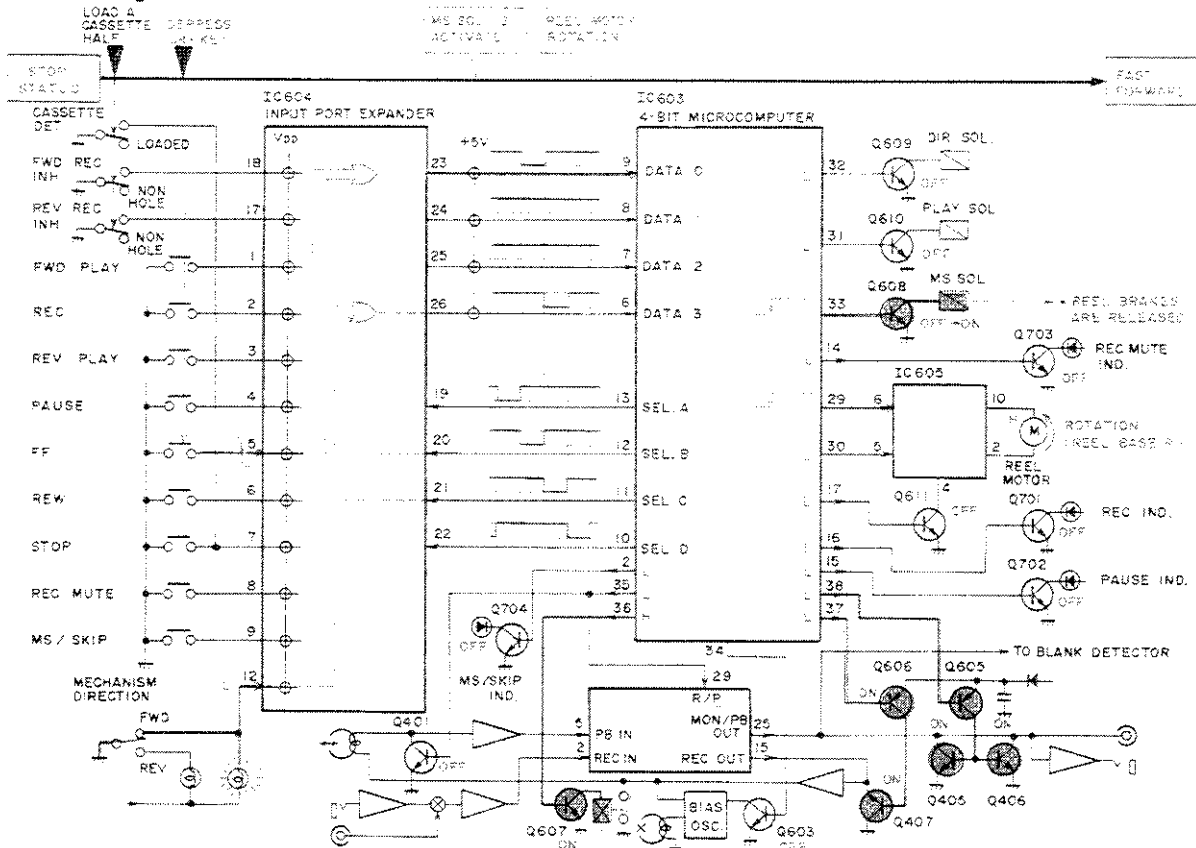 LOAD A
CASSETTE
HALF
DEPRESS
MS SOL
ACTIVATE
REEL MOTOR
ROTATION
STOP
STATUS
FAST
FORWARD
CASSETTE
DET
LOADED
FWD REC
INH
NON
HOLE
REV REC
INH
NON
HOLE
FWD PLAY
REC
REV PLAY
PAUSE
FF
REW
STOP
REC MUTE
MS/SKIP
MECHANISM
DIRECTION
FWD
REV
IC604
INPUT PORT EXPANDER
VDD
18
17
1
2
3
4
5
6
7
8
9
12
23
24
25
26
19
20
21
22
+5V
IC603
4-BIT MICROCOMPUTER
9 DATA 0
8 DATA 1
7 DATA 2
6 DATA 3
13 SEL. A
12 SEL. B
11 SEL C
10 SEL D
2
35
36
34
32
31
33
14
29
30
17
16
15
38
37
Q609
OFF
DIR SOL.
Q610
OFF
PLAY SOL
Q608
OFF→ON
MS SOL
REEL BRAKES
ARE RELEASED
Q703
OFF
REC MUTE
IND.
IC605
6
5
10
2
4
M
ROTATION
REEL
MOTOR
Q611
OFF
Q701
OFF
REC IND.
Q702
OFF
PAUSE IND.
Q704
OFF
MS/SKIP
IND.
TO BLANK DETECTOR
Q606
ON
Q605
ON
ON
Q405
Q406
Q407
ON
29
R/P
5 PB IN
MON/PB 25
OUT
2 REC IN
REC OUT 15
Q401
OFF
Q607
ON
BIAS
OSC.
Q603
OFF